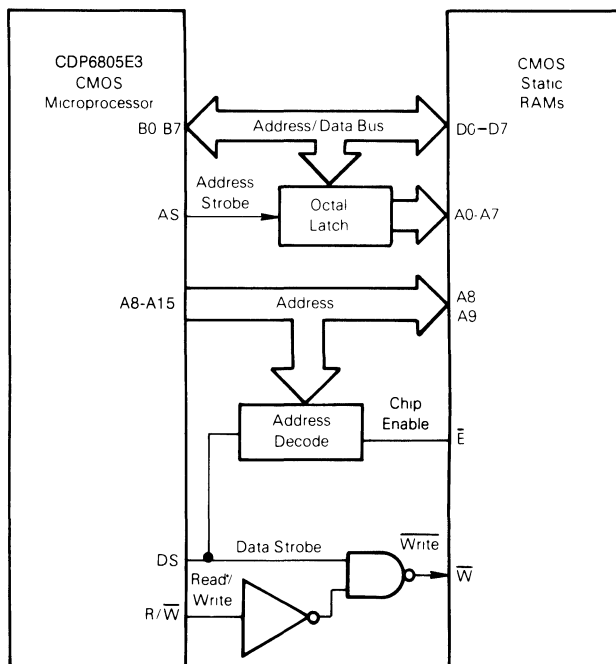 CDP6805E3
CMOS
Microprocessor
CMOS
Static
RAMs
B0-B7
Address/Data Bus
D0-D7
Address
Strobe
AS
Octal
Latch
A0-A7
A8-A15
Address
A8
A9
Address
Decode
Chip
Enable
E̅
DS
Data Strobe
W̅r̅i̅t̅e̅
W̅
Read/
Write
R/W̅